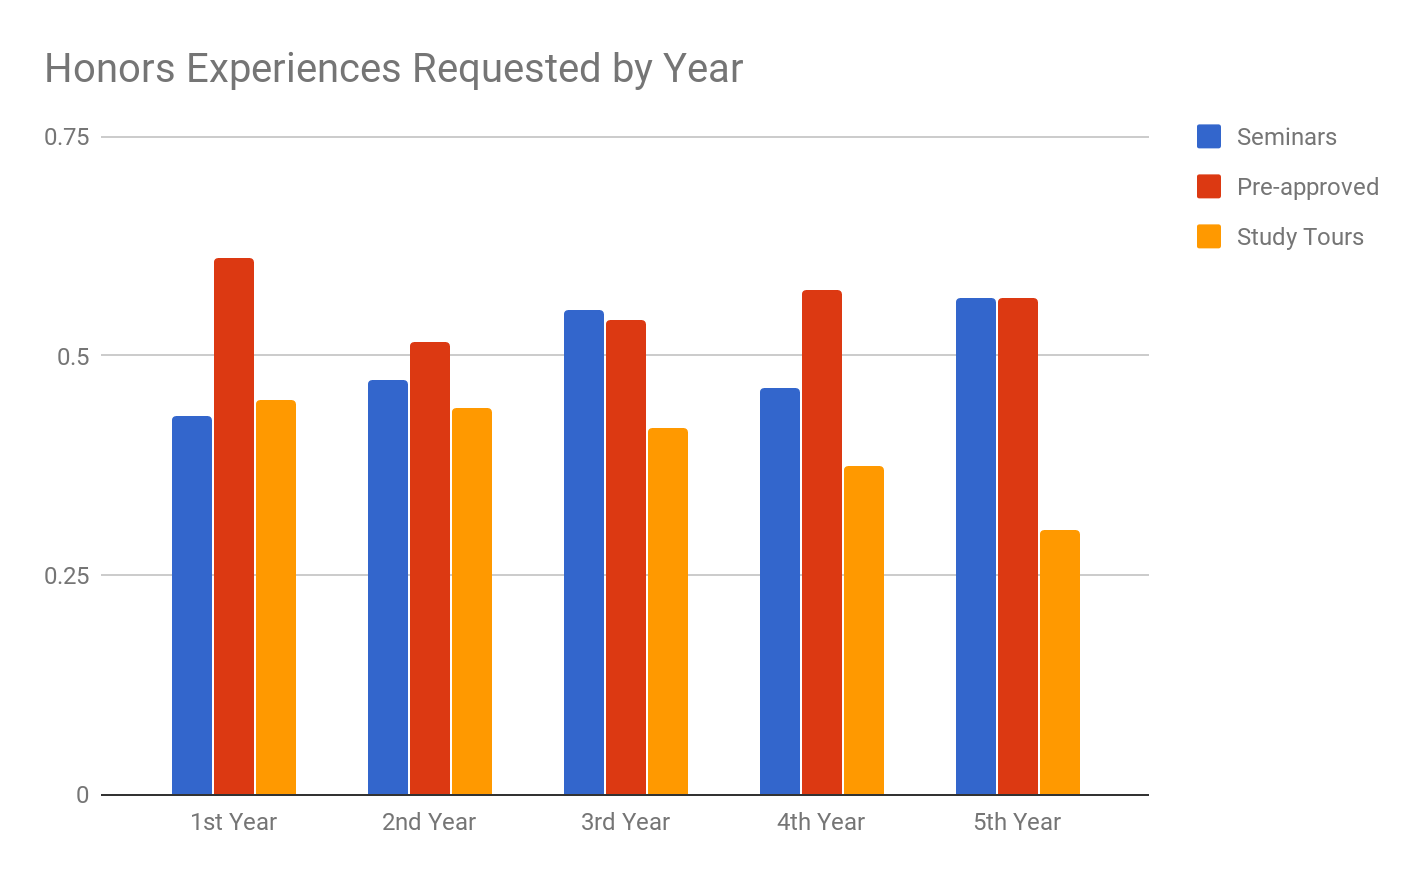 Honors Experiences Requested by Year
0.75
0.5
0.25
0
1st Year
2nd Year
3rd Year
4th Year
5th Year
Seminars
Pre-approved
Study Tours